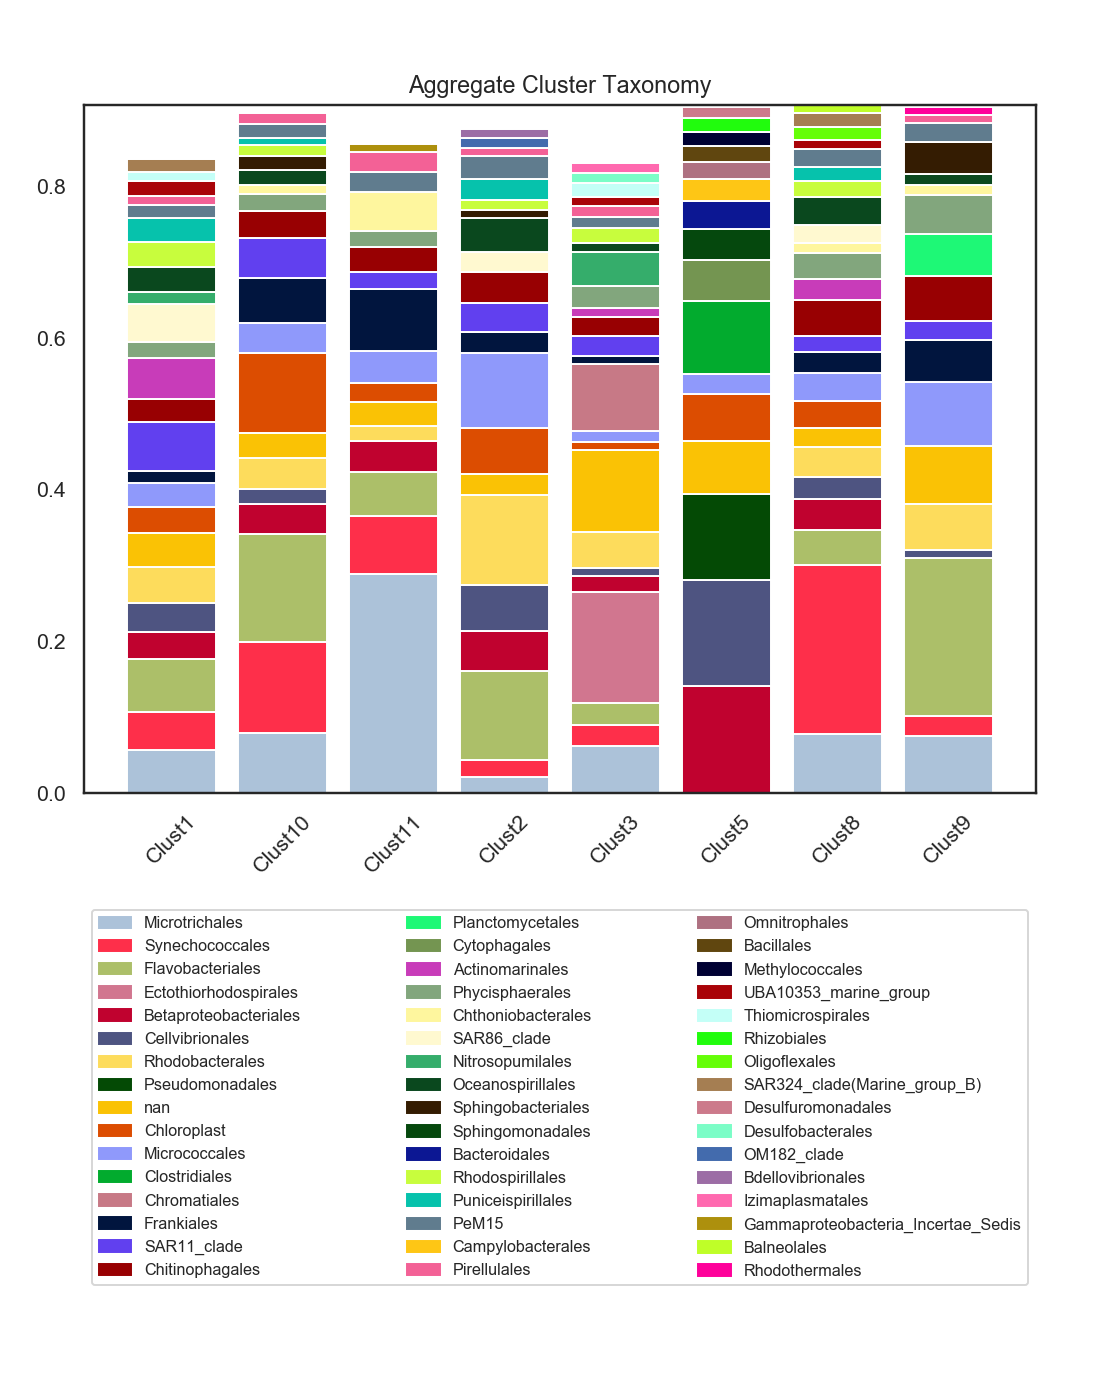 Aggregate Cluster Taxonomy
0.8
0.6
0.4
0.2
0.0
Clust1
Clust10
Clust11
Clust2
Clust3
Clust5
Clust8
Clust9
Microtrichales
Synechococcales
Flavobacteriales
Ectothiorhodospirales
Betaproteobacteriales
Cellvibrionales
Rhodobacterales
Pseudomonadales
nan
Chloroplast
Micrococcales
Clostridiales
Chromatiales
Frankiales
SAR11_clade
Chitinophagales
Planctomycetales
Cytophagales
Actinomarinales
Phycisphaerales
Chthoniobacterales
SAR86_clade
Nitrosopumilales
Oceanospirillales
Sphingobacteriales
Sphingomonadales
Bacteroidales
Rhodospirillales
Puniceispirillales
PeM15
Campylobacterales
Pirellulales
Omnitrophales
Bacillales
Methylococcales
UBA10353_marine_group
Thiomicrospirales
Rhizobiales
Oligoflexales
SAR324_clade(Marine_group_B)
Desulfuromonadales
Desulfobacterales
OM182_clade
Bdellovibrionales
Izimaplasmatales
Gammaproteobacteria_Incertae_Sedis
Balneolales
Rhodothermales